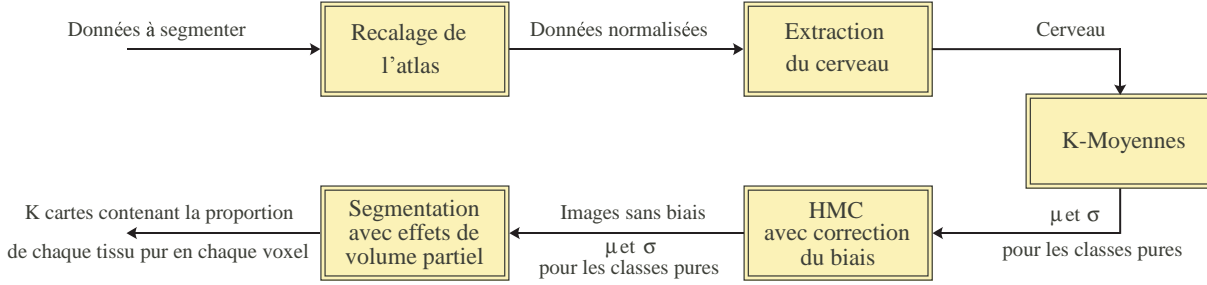 Données à segmenter
Recalage de
l'atlas
Données normalisées
Extraction
du cerveau
Cerveau
K-Moyennes
μ et σ
pour les classes pures
HMC
avec correction
du biais
Images sans biais
μ et σ
pour les classes pures
Segmentation
avec effets de
volume partiel
K cartes contenant la proportion
de chaque tissu pur en chaque voxel